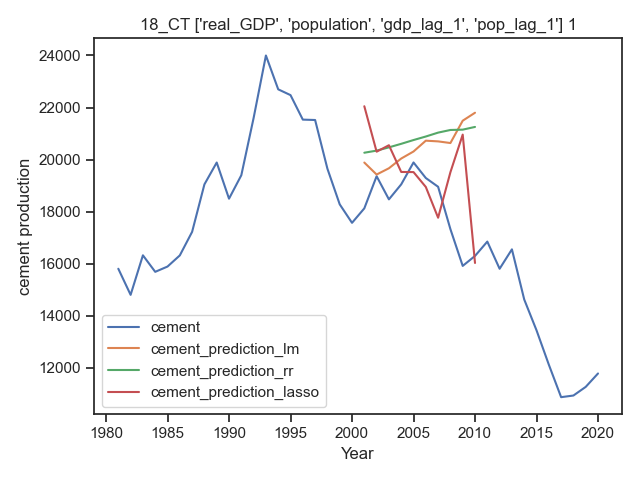 18_CT ['real_GDP', 'population', 'gdp_lag_1', 'pop_lag_1'] 1
24000
22000
20000
18000
16000
14000
12000
cement production
cement
cement_prediction_lm
cement_prediction_rr
cement_prediction_lasso
1980 1985 1990 1995 2000 2005 2010 2015 2020
Year